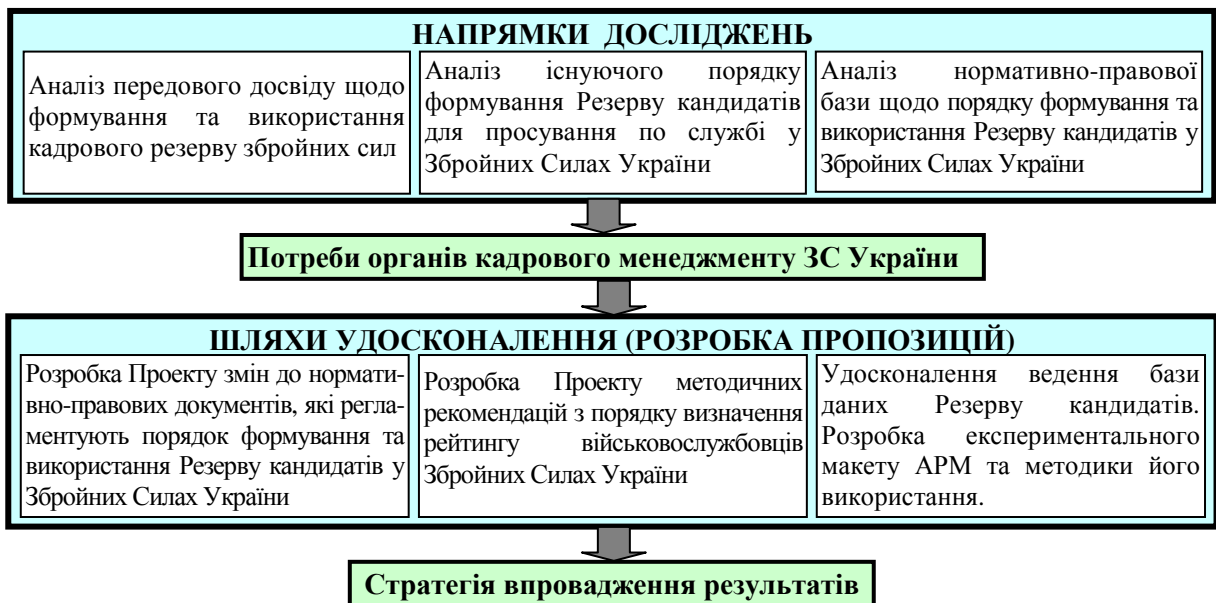 НАПРЯМКИ ДОСЛІДЖЕНЬ
Аналіз передового досвіду щодо
формування та використання
кадрового резерву збройних сил
Аналіз існуючого порядку
формування Резерву кандидатів
для просування по службі у
Збройних Силах України
Аналіз нормативно-правової
бази щодо порядку формування та
використання Резерву кандидатів у
Збройних Силах України
Потреби органів кадрового менеджменту ЗС України
ШЛЯХИ УДОСКОНАЛЕННЯ (РОЗРОБКА ПРОПОЗИЦІЙ)
Розробка Проекту змін до нормати-
вно-правових документів, які регла-
ментують порядок формування та
використання Резерву кандидатів у
Збройних Силах України
Розробка Проекту методичних
рекомендацій з порядку визначення
рейтингу військовослужбовців
Збройних Силах України
Удосконалення ведення бази
даних Резерву кандидатів.
Розробка експериментального
макету АРМ та методики його
використання.
Стратегія впровадження результатів